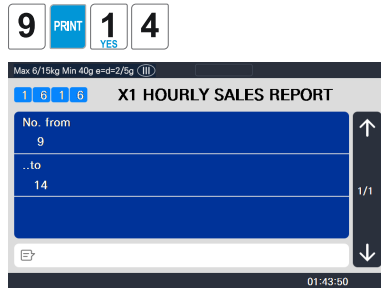 9 PRINT 1 YES 4
Max 6/15kg Min 40g e=d=2/5g III
1 6 1 6 X1 HOURLY SALES REPORT
No. from
9
..to
14
1/1
01:43:50